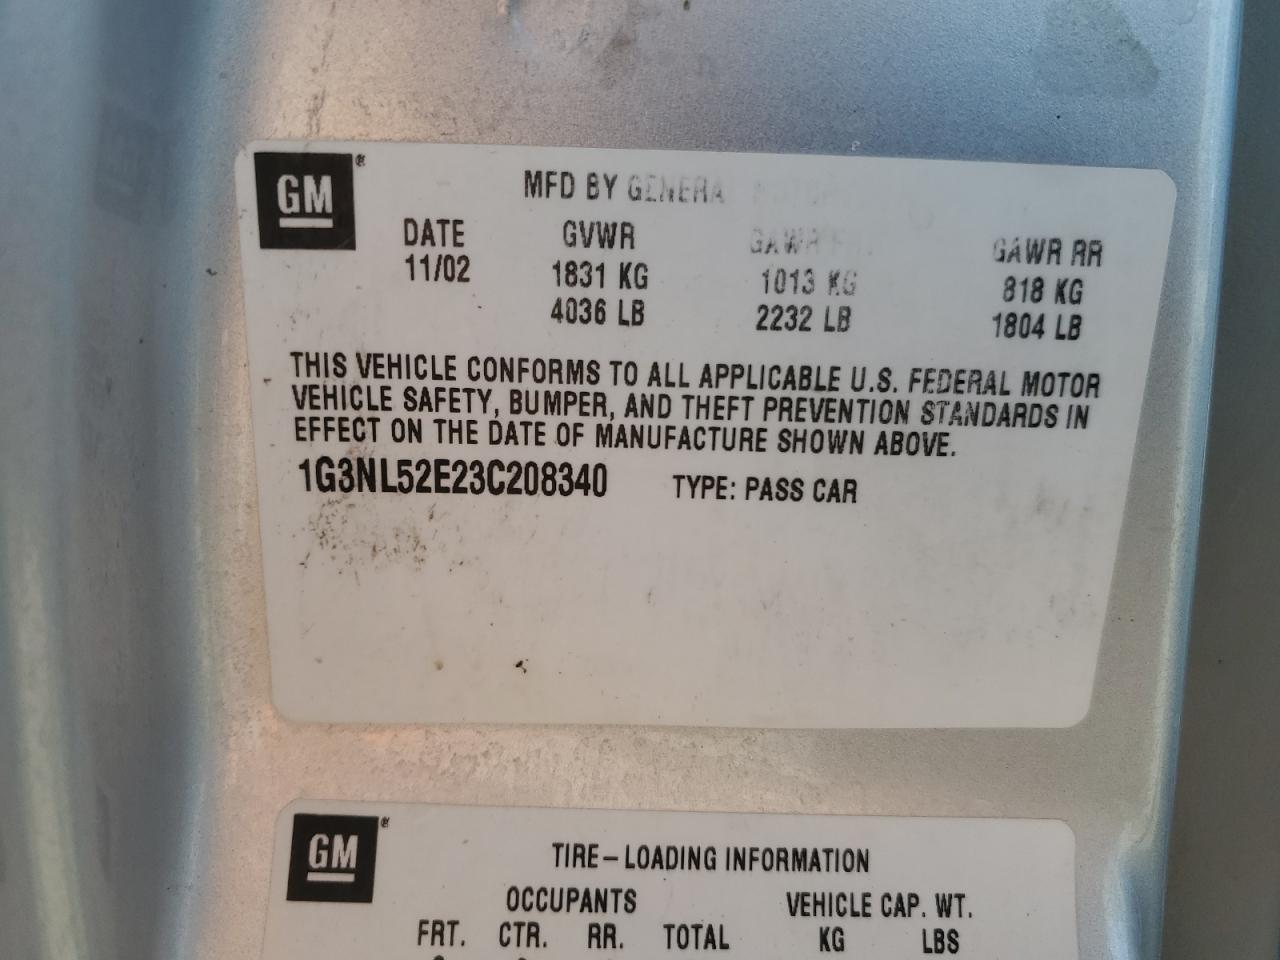 GM®
MFD BY GENERAL
DATE GVWR GAWR GAWR RR
11/02 1831 KG 1013 KG 818 KG
4036 LB 2232 LB 1804 LB
THIS VEHICLE CONFORMS TO ALL APPLICABLE U.S. FEDERAL MOTOR
VEHICLE SAFETY, BUMPER, AND THEFT PREVENTION STANDARDS IN
EFFECT ON THE DATE OF MANUFACTURE SHOWN ABOVE.
1G3NL52E23C208340 TYPE: PASS CAR
GM®
TIRE–LOADING INFORMATION
OCCUPANTS VEHICLE CAP. WT.
FRT. CTR. RR. TOTAL KG LBS